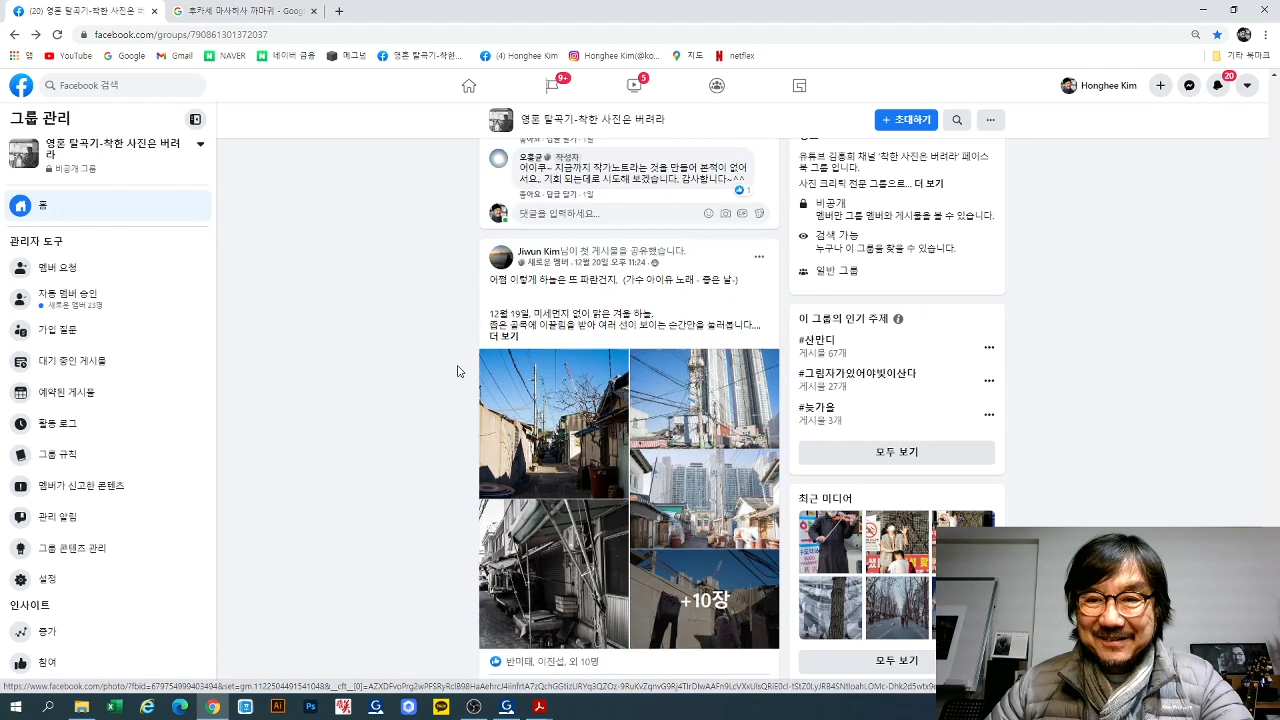 (20) 영혼 탈곡기-착한 사진은 버
후카세 마사히사 까마귀 - Googl
facebook.com/groups/790861301372037
앱
YouTube
Google
Gmail
NAVER
네이버 금융
메그넘
영혼 탈곡기-착한...
(4) Honghee Kim
Honghee Kim(@ko...
지도
netflix
기타 북마크
Facebook 검색
9+
5
Honghee Kim
20
그룹 관리
영혼 탈곡기-착한 사진은 버려라
초대하기
영혼 탈곡기-착한 사진은 버려
라
비공개 그룹
홈
관리자 도구
멤버 요청
자동 멤버 승인
새로운 멤버 23명
가입 질문
대기 중인 게시물
예약된 게시물
활동 로그
그룹 규칙
멤버가 신고한 콘텐츠
관리 알림
그룹 콘텐츠 관리
설정
인사이트
증가
참여
좋아요 · 답글 달기 · 1일
오흥균 작성자
어이쿠~ 지금까지 작가노트라는 것을 만들어 본적이 없어
서요, 기회 되는데로 시도해 보겠습니다. 감사합니다~^^
1
좋아요 · 답글 달기 · 1일
댓글을 입력하세요...
Jiwun Kim님이 첫 게시물을 공유했습니다.
새로운 멤버 · 12월 20일 오후 11:24
어쩜 이렇게 하늘은 또 파란건지, (가수 아이유 노래 - 좋은 날♪)
12월 19일, 미세먼지 없이 맑은 겨울 하늘.
좁은 골목에 이끌림을 받아 여러 선이 보이는 순간만을 눌러봅니다....
더 보기
+10장
반미태, 이진섭, 외 10명
유튜브 김홍희 채널 '착한 사진은 버려라' 페이스
북 그룹 입니다.
사진 크리틱 전문 그룹으로... 더 보기
비공개
멤버만 그룹 멤버와 게시물을 볼 수 있습니다.
검색 가능
누구나 이 그룹을 찾을 수 있습니다.
일반 그룹
이 그룹의 인기 주제
#산만디
게시물 67개
#그림자가있어야빛이산다
게시물 27개
#늦가을
게시물 3개
모두 보기
최근 미디어
모두 보기